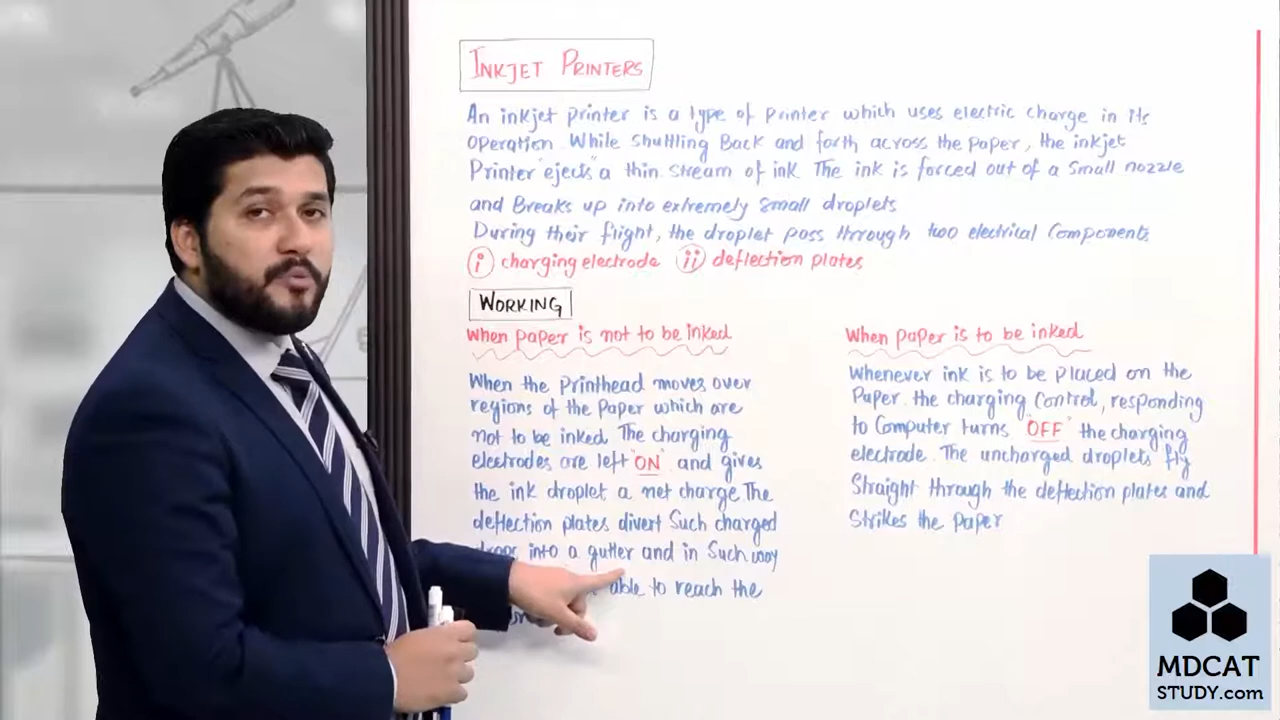 INKJET PRINTERS
An inkjet printer is a type of printer which uses electric charge in its
operation. While shuttling Back and forth across the paper, the inkjet
Printer "ejects" a thin stream of ink. The ink is forced out of a small nozzle
and Breaks up into extremely small droplets
During their flight, the droplet pass through two electrical Components
(i) charging electrode (ii) deflection plates
WORKING
When paper is not to be inked
When the Printhead moves over
regions of the Paper which are
not to be inked. The charging
electrodes are left "ON" and gives
the ink droplet a net charge. The
deflection plates divert Such charged
into a gutter and in Such way
able to reach the
When paper is to be inked
Whenever ink is to be placed on the
Paper. the charging Control, responding
to Computer turns "OFF" the charging
electrode. The uncharged droplets fly
Straight through the deflection plates and
Strikes the Paper
MDCAT
STUDY.com